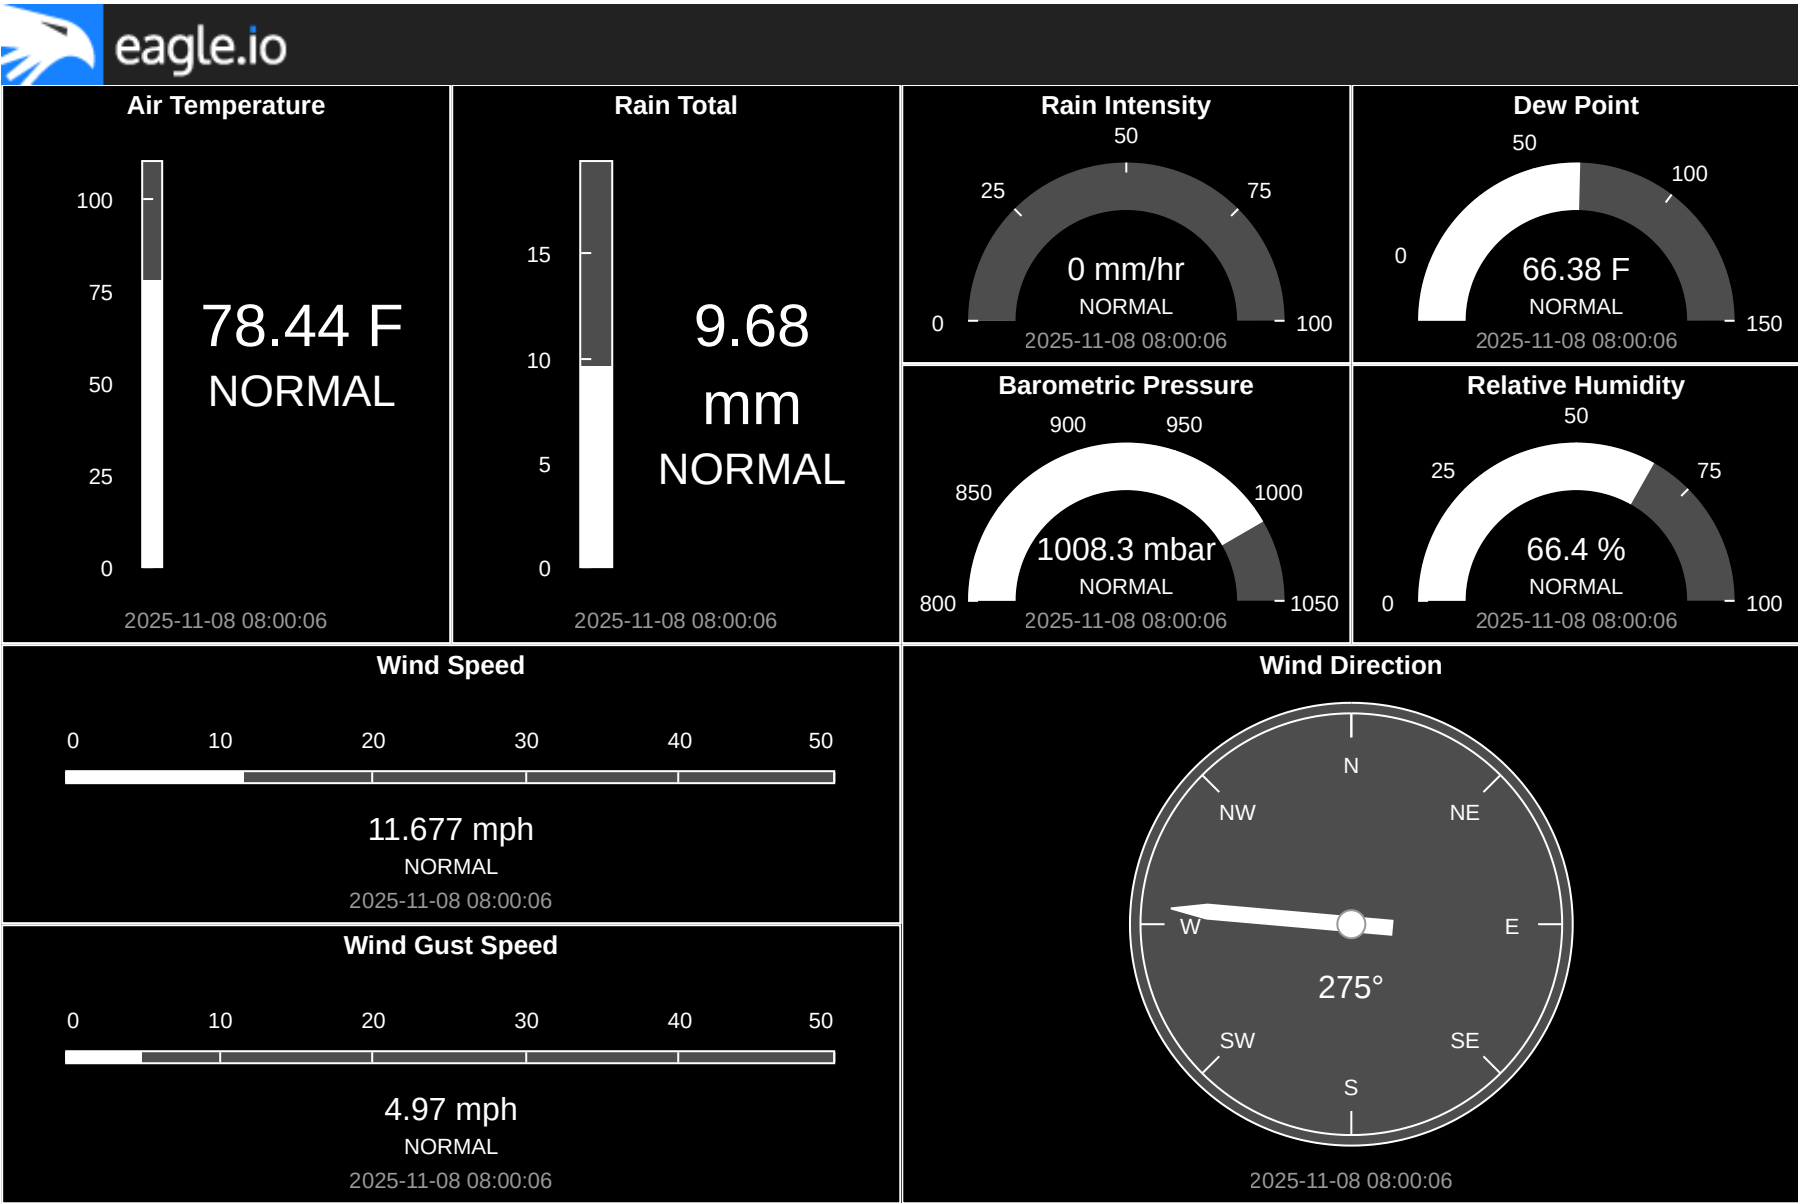 eagle.io
Air Temperature
100
75
50
25
0
78.44 F
NORMAL
2025-11-08 08:00:06
Rain Total
15
10
5
0
9.68
mm
NORMAL
2025-11-08 08:00:06
Rain Intensity
0
25
50
75
100
0 mm/hr
NORMAL
2025-11-08 08:00:06
Dew Point
0
50
100
150
66.38 F
NORMAL
2025-11-08 08:00:06
Barometric Pressure
800
850
900
950
1000
1050
1008.3 mbar
NORMAL
2025-11-08 08:00:06
Relative Humidity
0
25
50
75
100
66.4 %
NORMAL
2025-11-08 08:00:06
Wind Speed
0 10 20 30 40 50
11.677 mph
NORMAL
2025-11-08 08:00:06
Wind Gust Speed
0 10 20 30 40 50
4.97 mph
NORMAL
2025-11-08 08:00:06
Wind Direction
N
NW NE
W E
275°
SW SE
S
2025-11-08 08:00:06